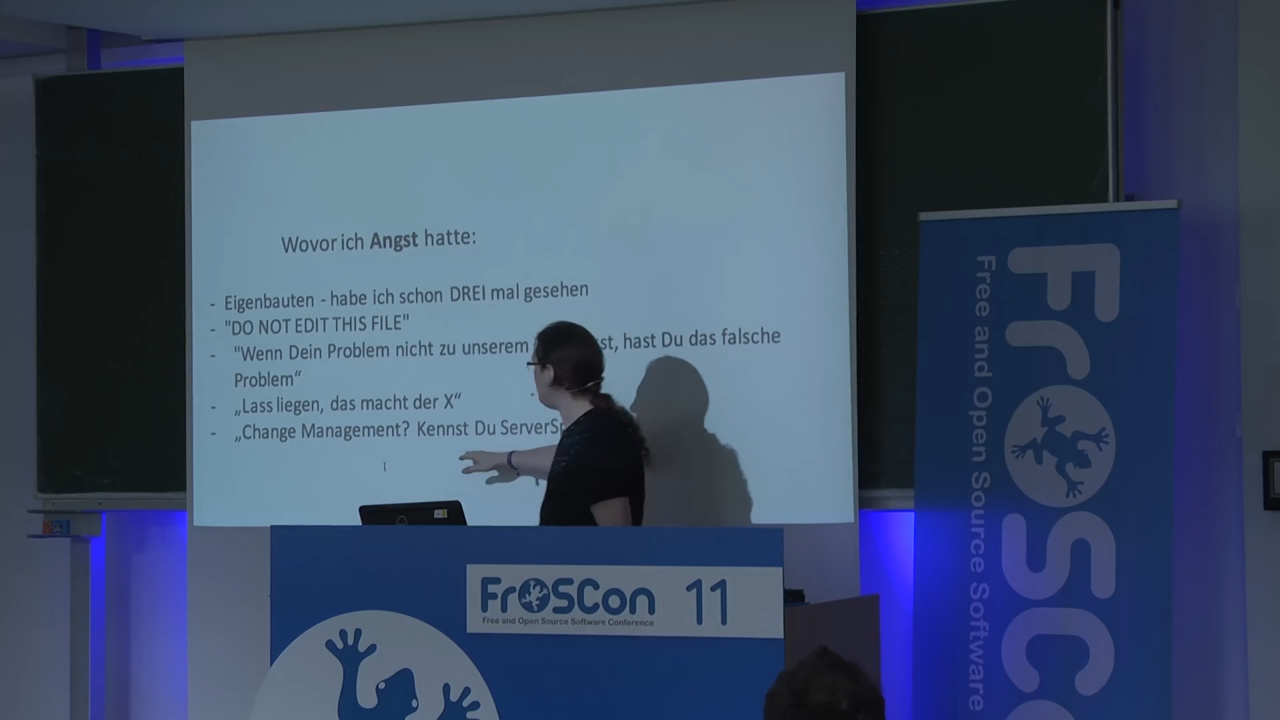 Wovor ich Angst hatte:
- Eigenbauten - habe ich schon DREI mal gesehen
- "DO NOT EDIT THIS FILE"
- "Wenn Dein Problem nicht zu unserem st, hast Du das falsche
Problem“
- „Lass liegen, das macht der X“
- „Change Management? Kennst Du ServerS
FrOSCon 11
Free and Open Source Software Conference
FrOSCo
Free and Open Source Software